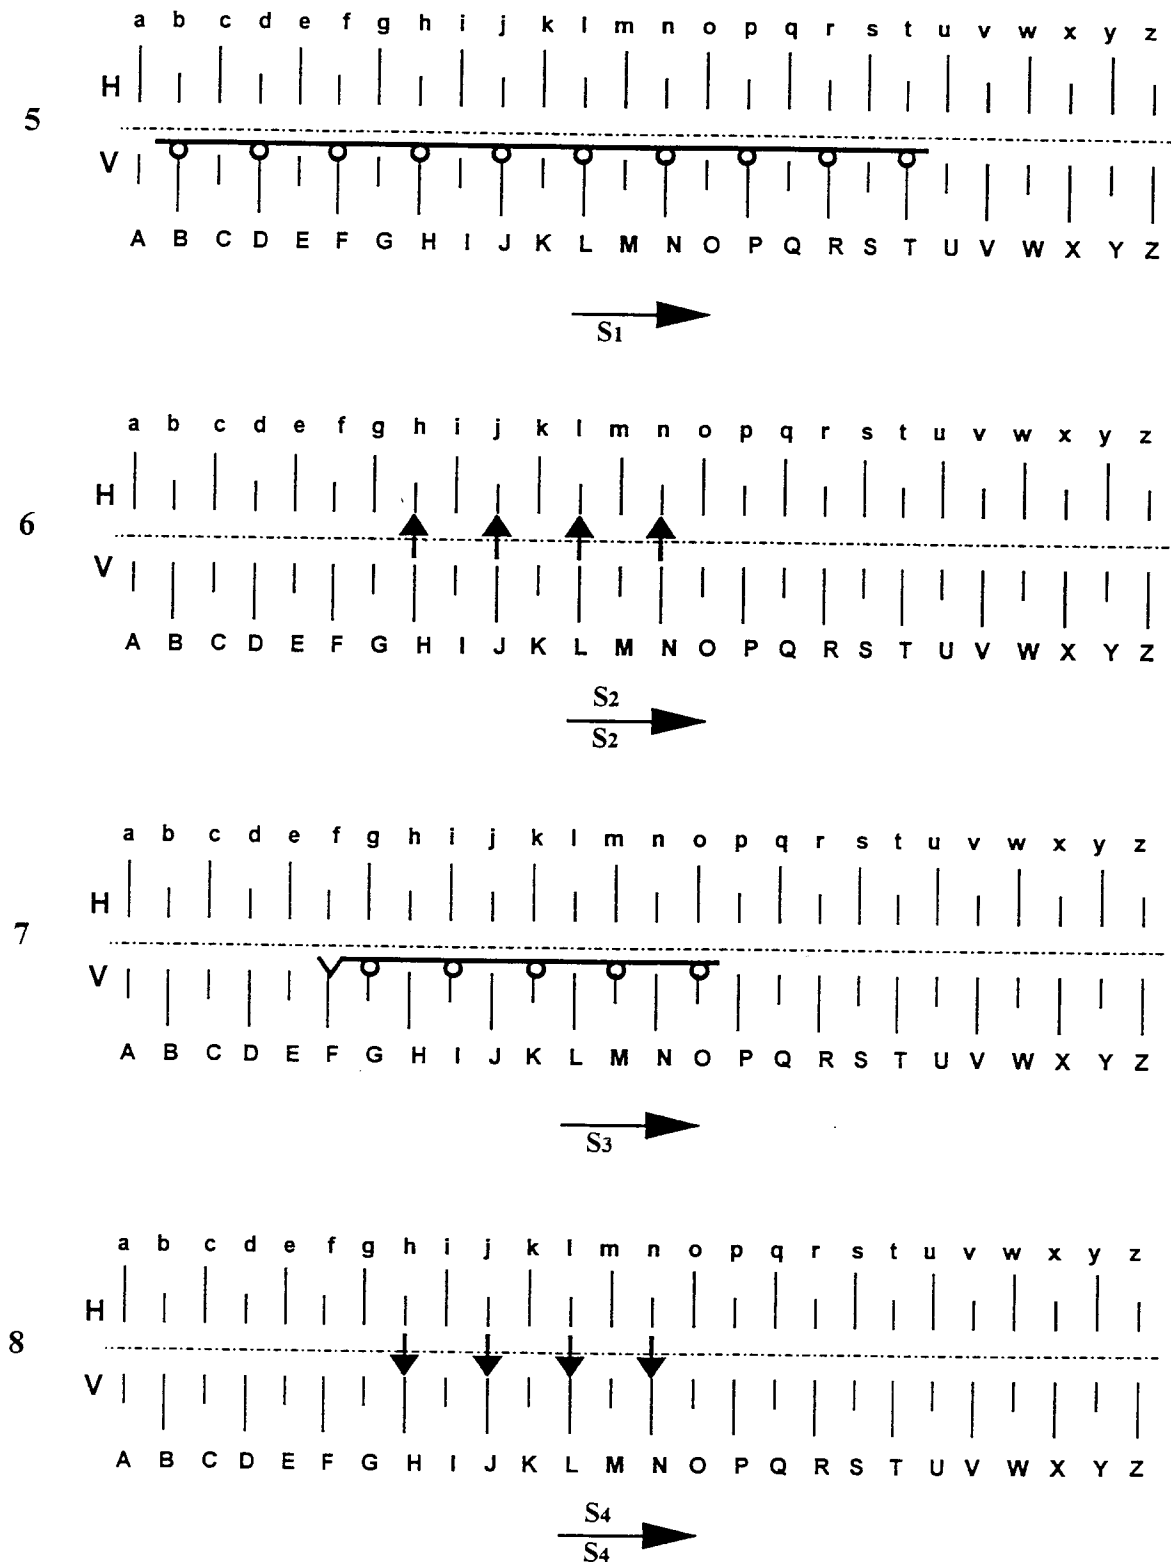 a b c d e f g h i j k l m n o p q r s t u v w x y z
H
5
V
A B C D E F G H I J K L M N O P Q R S T U V W X Y Z
S1
a b c d e f g h i j k l m n o p q r s t u v w x y z
H
6
V
A B C D E F G H I J K L M N O P Q R S T U V W X Y Z
S2
S2
a b c d e f g h i j k l m n o p q r s t u v w x y z
H
7
V
A B C D E F G H I J K L M N O P Q R S T U V W X Y Z
S3
a b c d e f g h i j k l m n o p q r s t u v w x y z
H
8
V
A B C D E F G H I J K L M N O P Q R S T U V W X Y Z
S4
S4